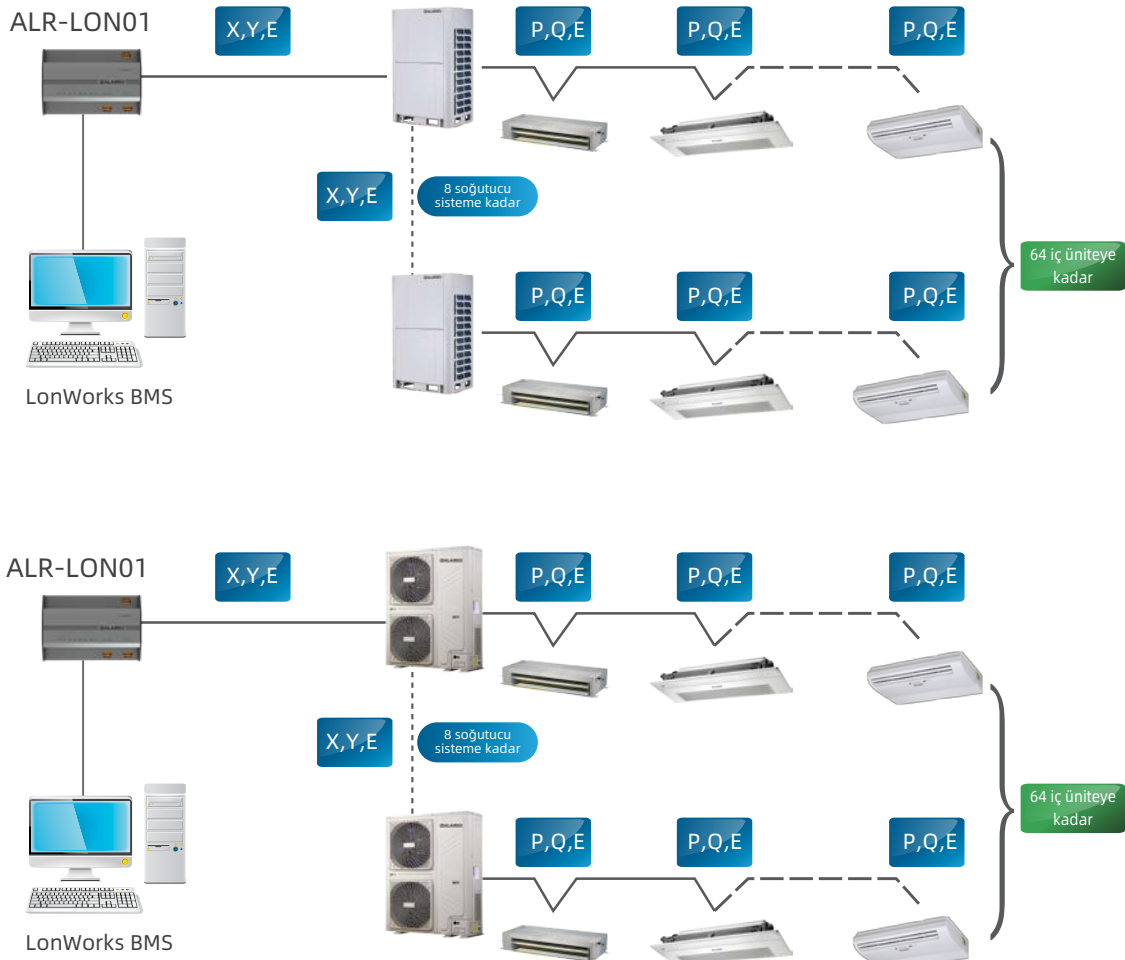 ALR-LON01
X,Y,E
P,Q,E
P,Q,E
P,Q,E
X,Y,E
8 soğutucu
sisteme kadar
64 iç üniteye
kadar
P,Q,E
P,Q,E
P,Q,E
LonWorks BMS
ALR-LON01
X,Y,E
P,Q,E
P,Q,E
P,Q,E
X,Y,E
8 soğutucu
sisteme kadar
64 iç üniteye
kadar
P,Q,E
P,Q,E
P,Q,E
LonWorks BMS